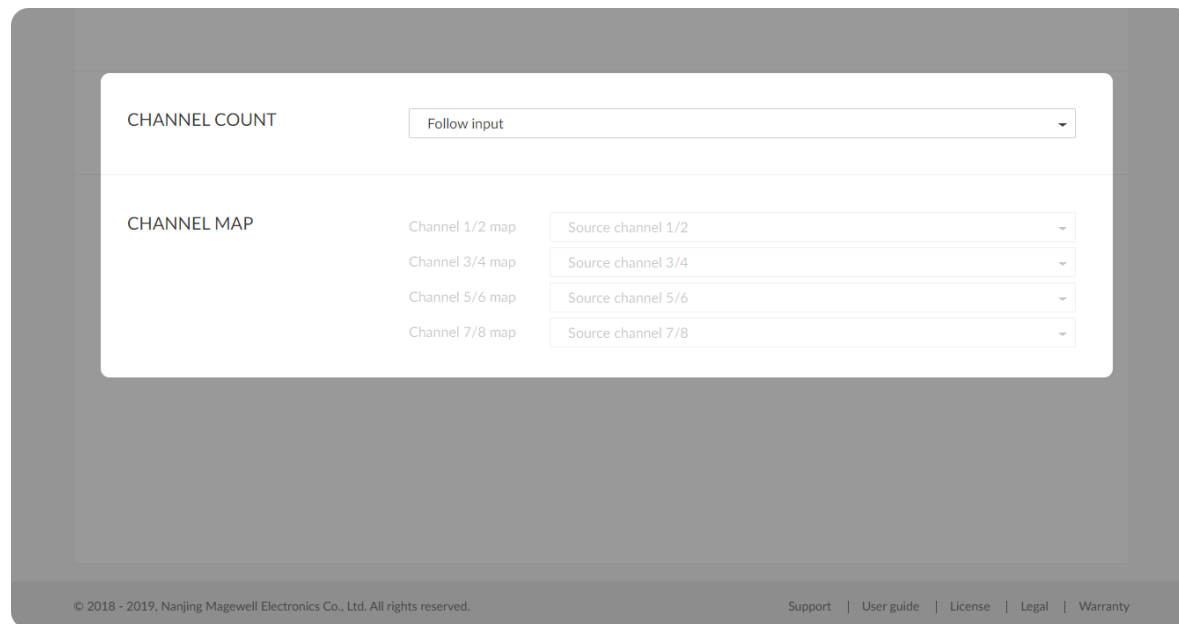 CHANNEL COUNT Follow input
CHANNEL MAP Channel 1/2 map Source channel 1/2
Channel 3/4 map Source channel 3/4
Channel 5/6 map Source channel 5/6
Channel 7/8 map Source channel 7/8
© 2018 - 2019, Nanjing Magewell Electronics Co., Ltd. All rights reserved. Support | User guide | License | Legal | Warranty